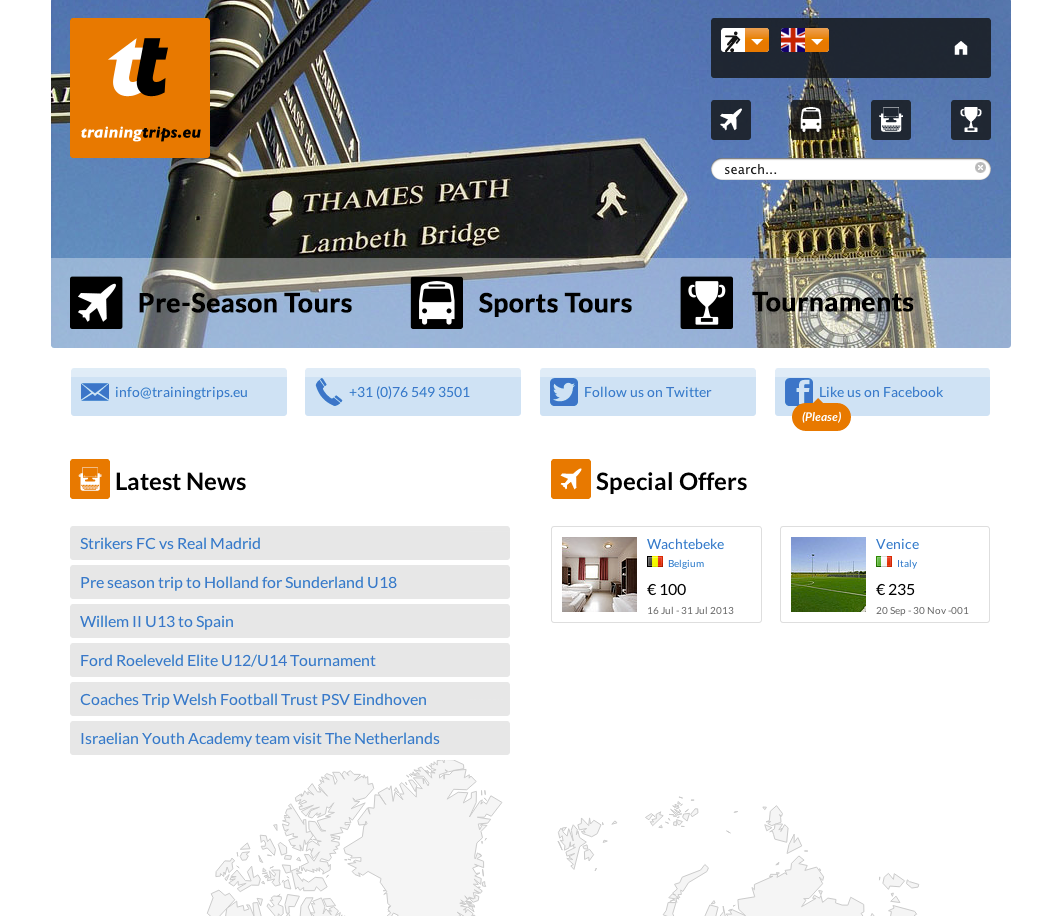 trainingtrips.eu
WESTMINSTER
THAMES PATH
Lambeth Bridge
search...
Pre-Season Tours
Sports Tours
Tournaments
info@trainingtrips.eu
+31 (0)76 549 3501
Follow us on Twitter
Like us on Facebook
(Please)
Latest News
Strikers FC vs Real Madrid
Pre season trip to Holland for Sunderland U18
Willem II U13 to Spain
Ford Roeleveld Elite U12/U14 Tournament
Coaches Trip Welsh Football Trust PSV Eindhoven
Israelian Youth Academy team visit The Netherlands
Special Offers
Wachtebeke
Belgium
€ 100
16 Jul - 31 Jul 2013
Venice
Italy
€ 235
20 Sep - 30 Nov -001